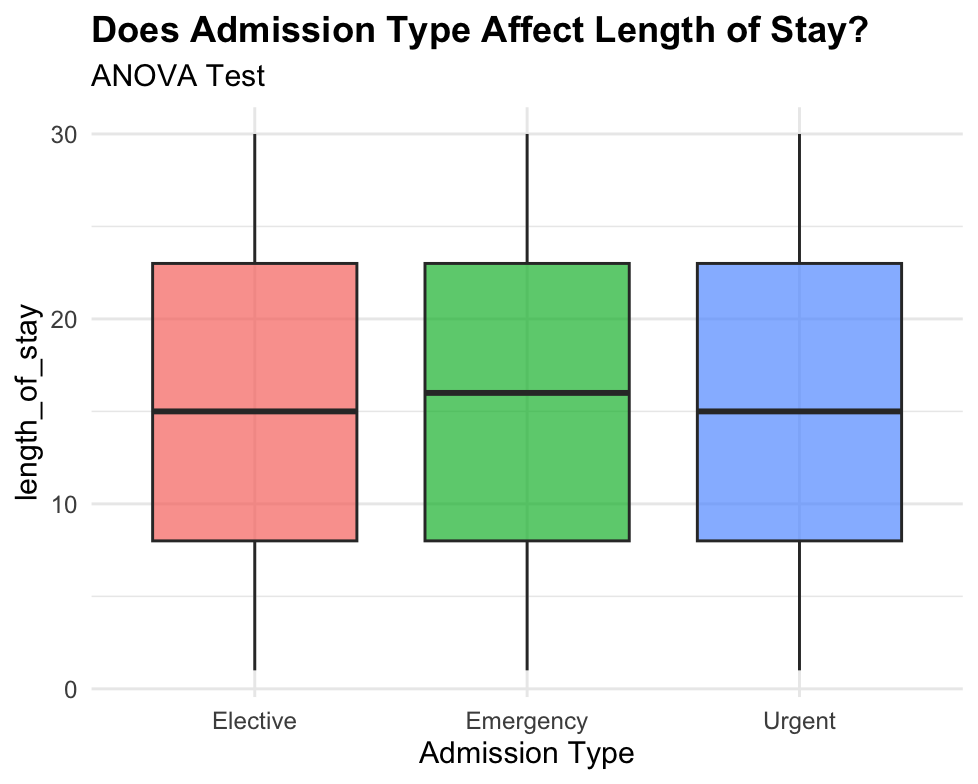 Does Admission Type Affect Length of Stay?
ANOVA Test
length_of_stay
30
20
10
0
Elective Emergency Urgent
Admission Type